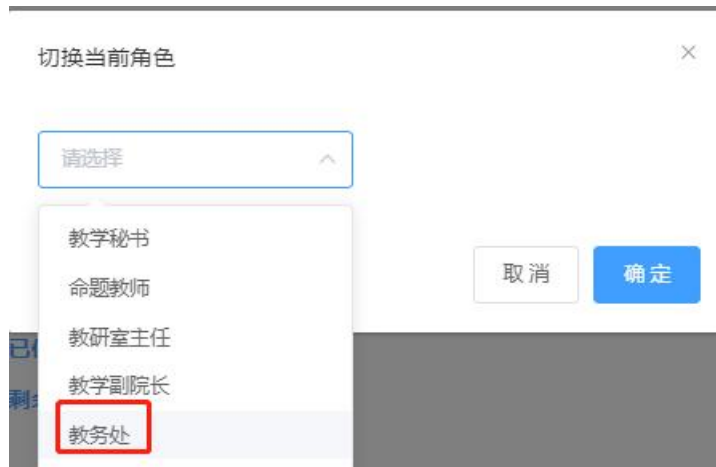 切换当前角色
请选择
教学秘书
命题教师
取消 确定
教研室主任
已
教学副院长
教务处